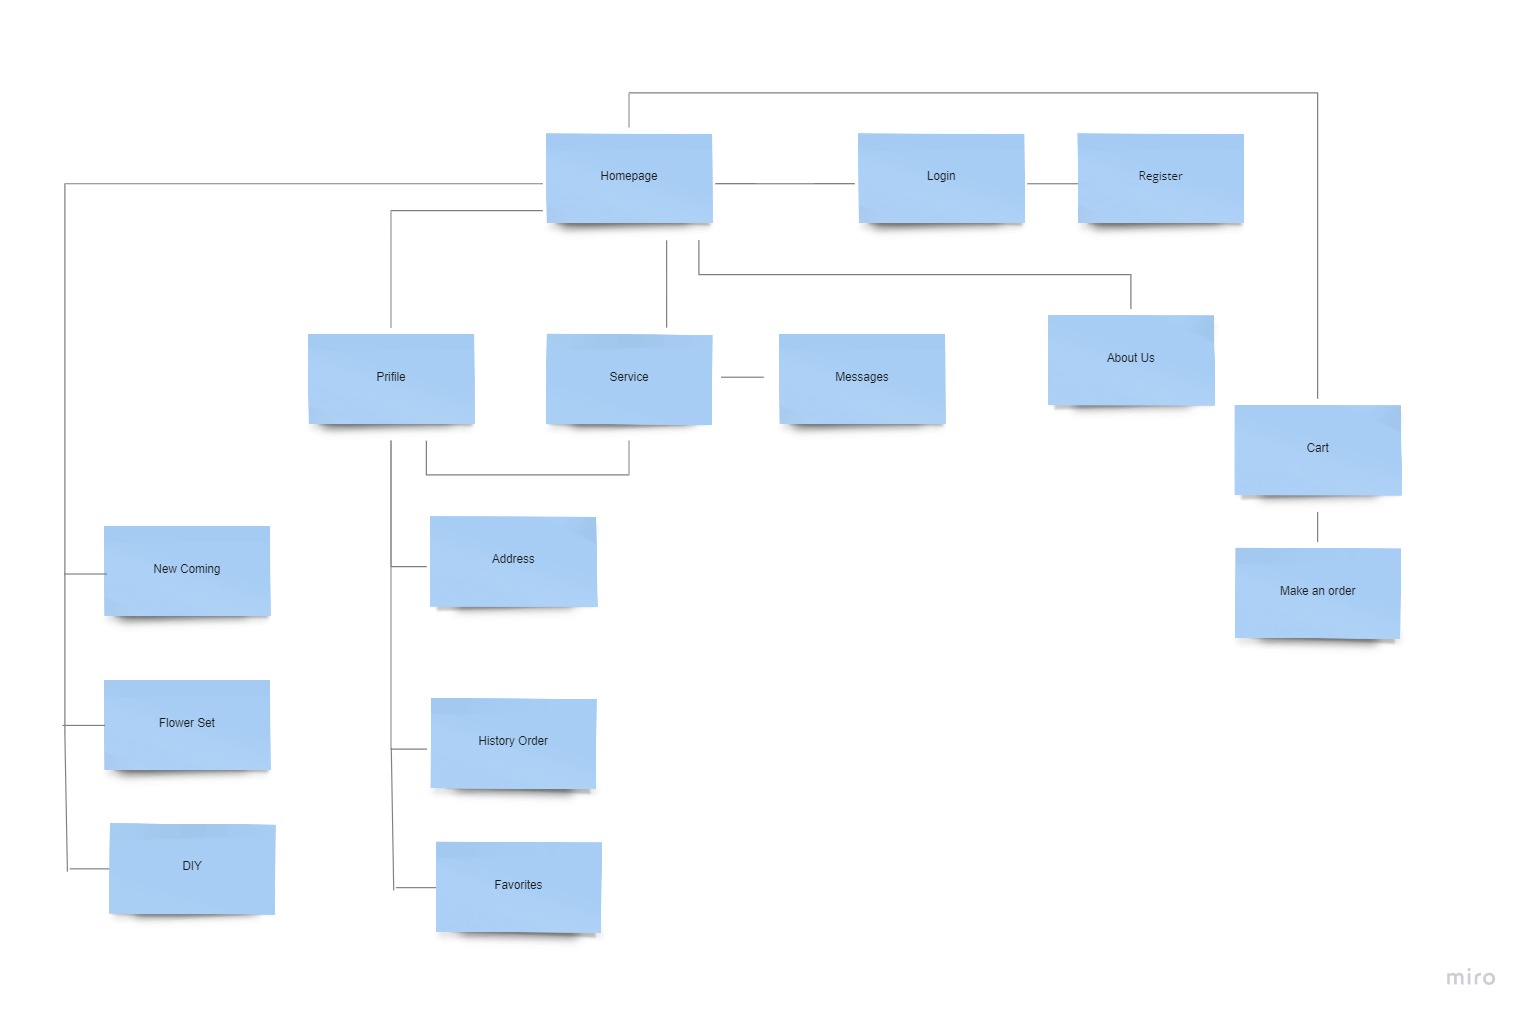 Homepage
Login
Register
Prifile
Service
Messages
About Us
Cart
New Coming
Address
Make an order
Flower Set
History Order
DIY
Favorites
miro